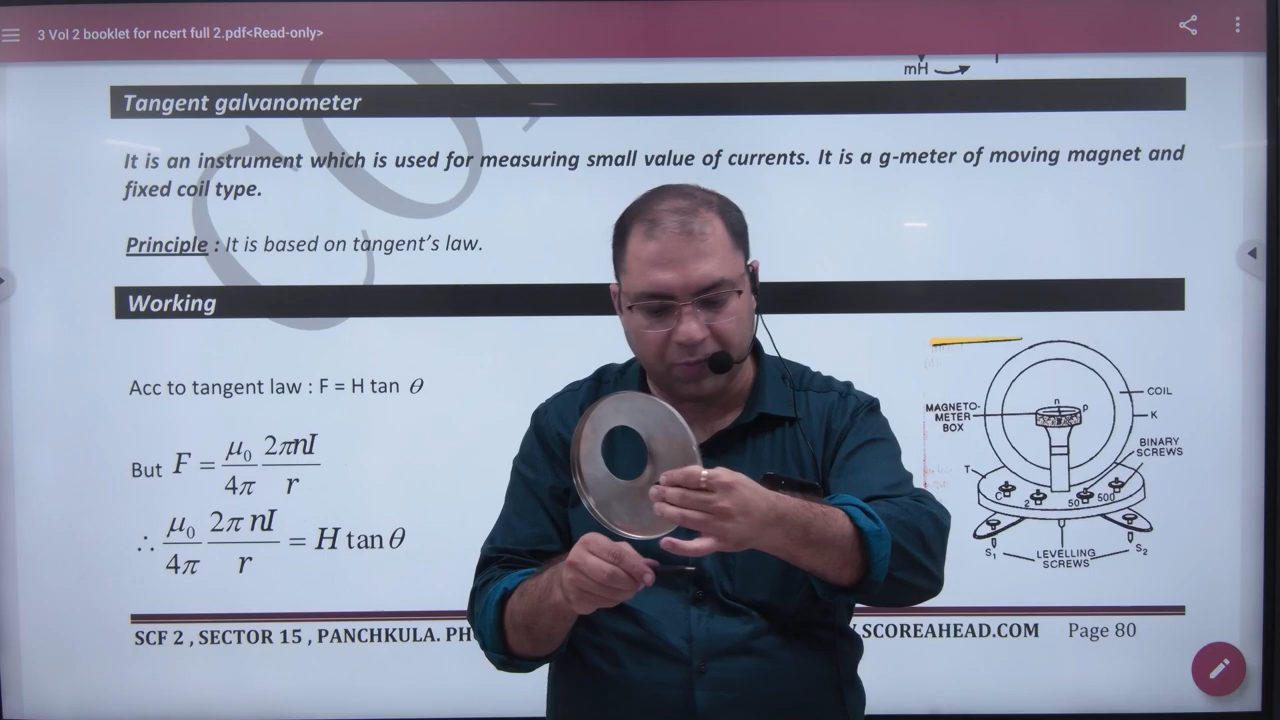 3 Vol 2 booklet for ncert full 2.pdf<Read-only>
mH
Tangent galvanometer
It is an instrument which is used for measuring small value of currents. It is a g-meter of moving magnet and
fixed coil type.
Principle : It is based on tangent's law.
Working
Acc to tangent law : F = H tan θ
But F = μ₀/4π 2πnI/r
∴ μ₀/4π 2π nI/r = H tan θ
COIL
MAGNETO-
METER
BOX
n
p
K
BINARY
SCREWS
T
C
2
50
500
S₁
S₂
LEVELLING
SCREWS
SCF 2 , SECTOR 15 , PANCHKULA.
SCOREAHEAD.COM Page 80